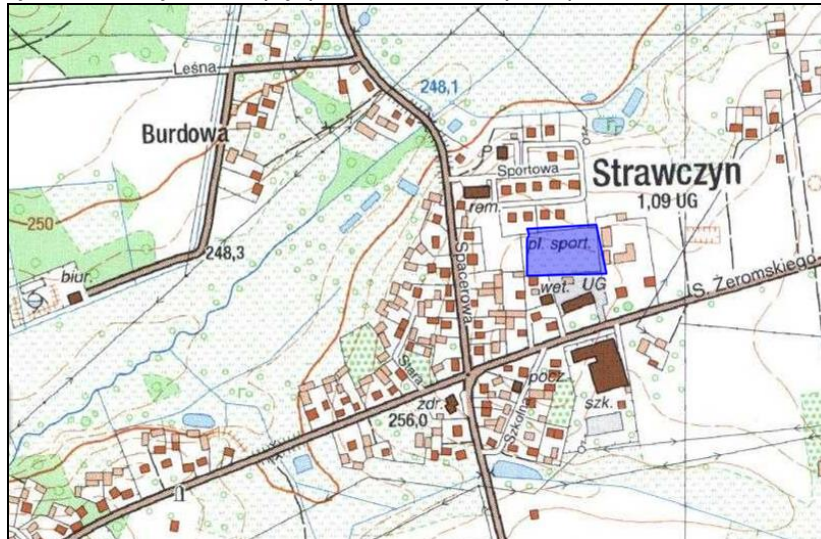 Leśna
248,1
Burdowa
P
Sportowa
Strawczyn
1,09 UG
rem.
250
pl. sport.
248,3
biur.
Spacerowa
wet. UG
S. Żeromskiego
Stara
pocz.
zdr.
szk.
256,0
Szkolna